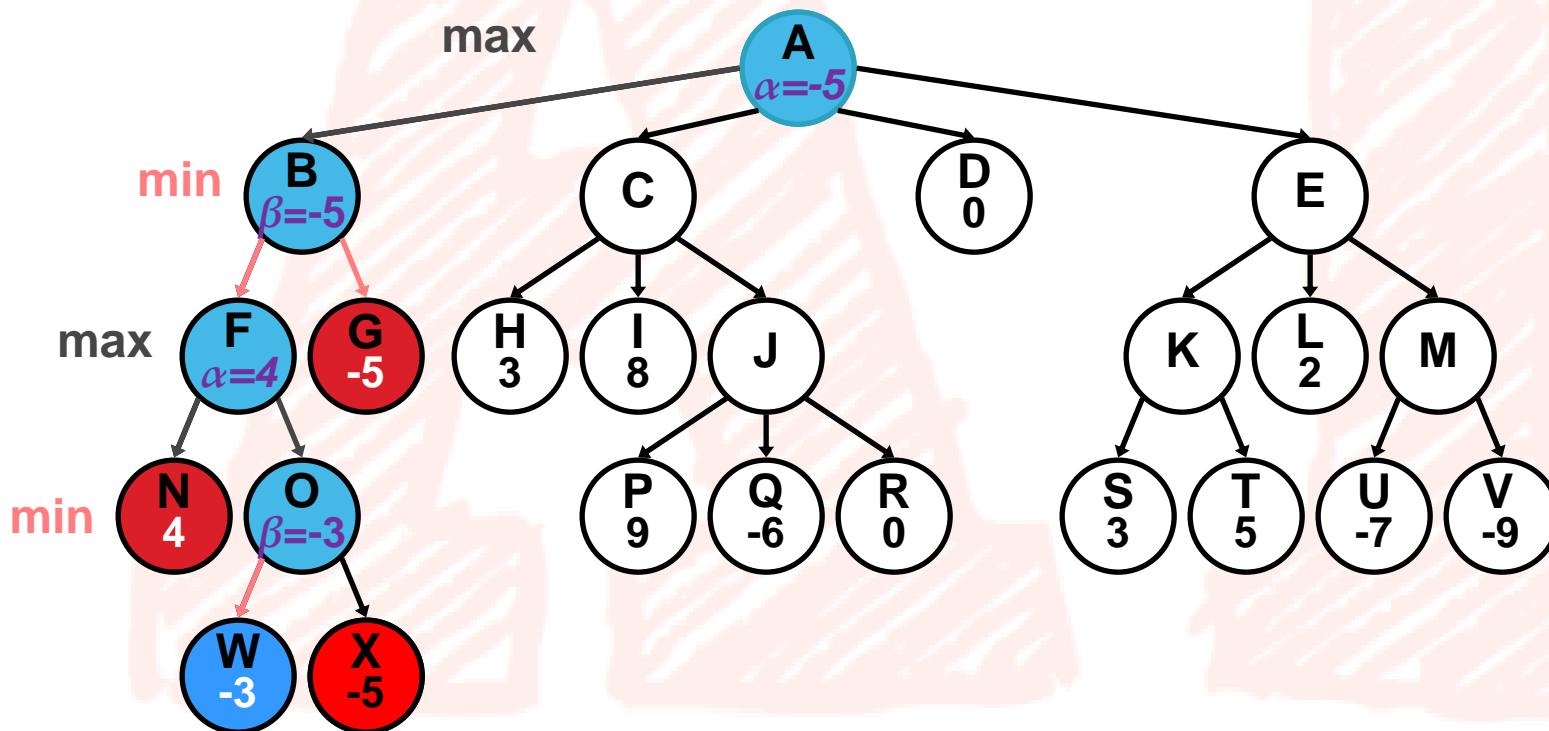 max
A
α=-5
min
B
β=-5
C
D
0
E
max
F
α=4
G
-5
H
3
I
8
J
K
L
2
M
min
N
4
O
β=-3
P
9
Q
-6
R
0
S
3
T
5
U
-7
V
-9
W
-3
X
-5